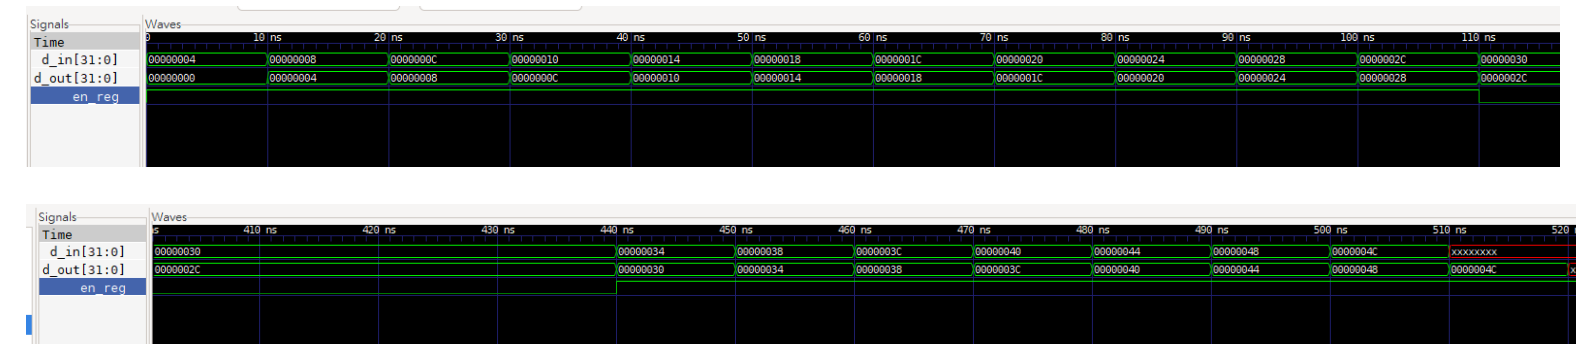 Signals Waves
Time 0 10 ns 20 ns 30 ns 40 ns 50 ns 60 ns 70 ns 80 ns 90 ns 100 ns 110 ns
d_in[31:0] 00000004 00000008 0000000C 00000010 00000014 00000018 0000001C 00000020 00000024 00000028 0000002C 00000030
d_out[31:0] 00000000 00000004 00000008 0000000C 00000010 00000014 00000018 0000001C 00000020 00000024 00000028 0000002C
en_reg
Signals Waves
Time s 410 ns 420 ns 430 ns 440 ns 450 ns 460 ns 470 ns 480 ns 490 ns 500 ns 510 ns 520
d_in[31:0] 00000030 00000034 00000038 0000003C 00000040 00000044 00000048 0000004C xxxxxxxx
d_out[31:0] 0000002C 00000030 00000034 00000038 0000003C 00000040 00000044 00000048 0000004C x
en_reg